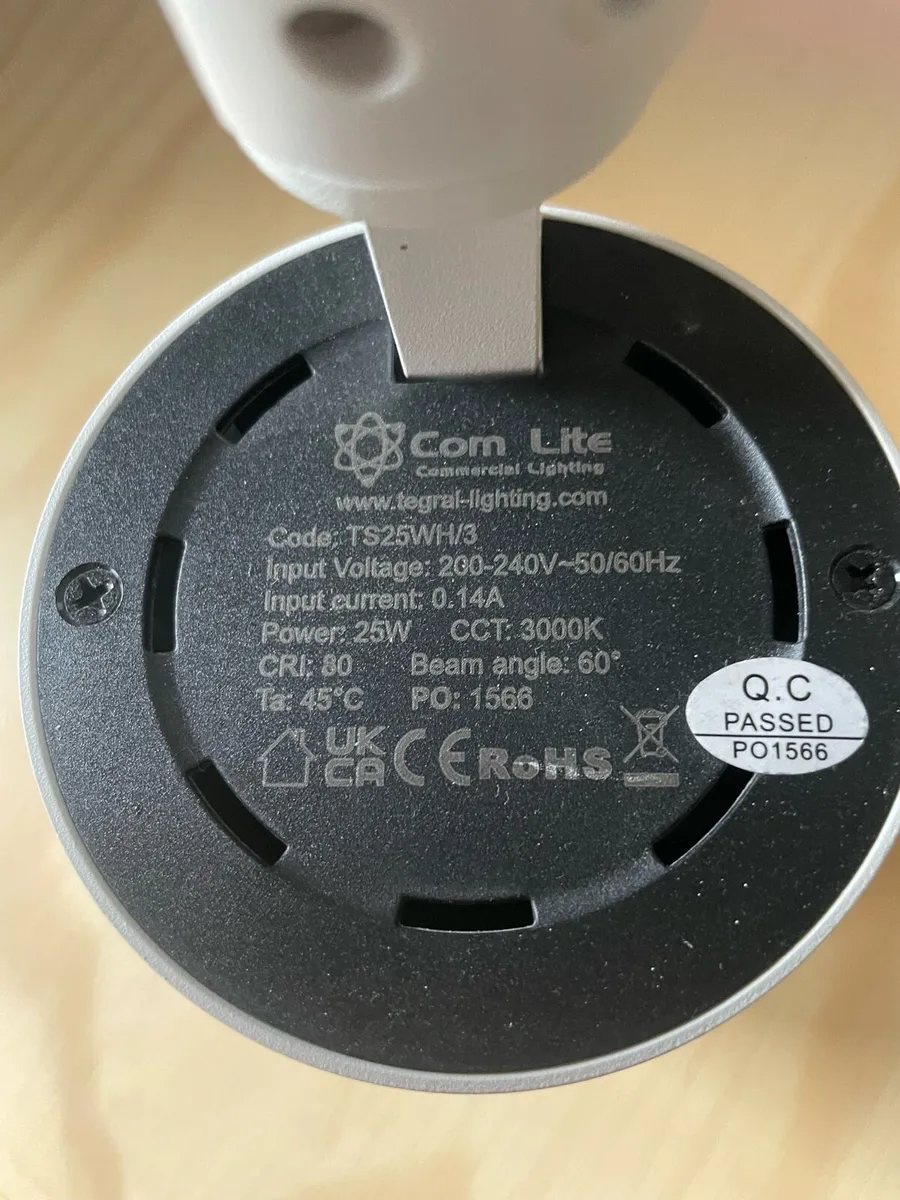 Com Lite
Commercial Lighting
www.tegral-lighting.com
Code: TS25WH/3
Input Voltage: 200-240V~50/60Hz
Input current: 0.14A
Power: 25W CCT: 3000K
CRI: 80 Beam angle: 60°
Ta: 45°C PO: 1566
UK
CA CE RoHS
Q.C
PASSED
PO1566